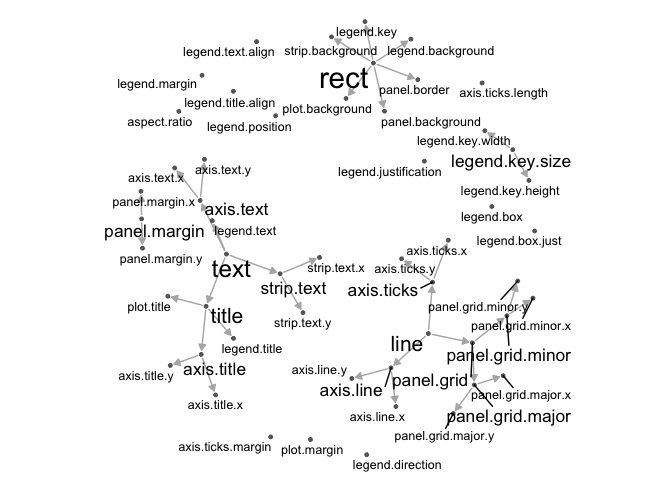 legend.key
legend.text.align
strip.background
legend.background
rect
legend.margin
panel.border
axis.ticks.length
legend.title.align
plot.background
aspect.ratio
legend.position
panel.background
legend.key.width
legend.key.size
axis.text.y
legend.justification
axis.text.x
legend.key.height
panel.margin.x
axis.text
legend.box
panel.margin
legend.text
legend.box.just
axis.ticks.x
panel.margin.y
text
strip.text.x
axis.ticks.y
strip.text
axis.ticks
plot.title
title
panel.grid.minor.y
strip.text.y
panel.grid.minor.x
line
legend.title
panel.grid.minor
axis.title.y
axis.title
axis.line.y
panel.grid
axis.line
panel.grid.major.x
axis.title.x
axis.line.x
panel.grid.major
panel.grid.major.y
axis.ticks.margin
plot.margin
legend.direction